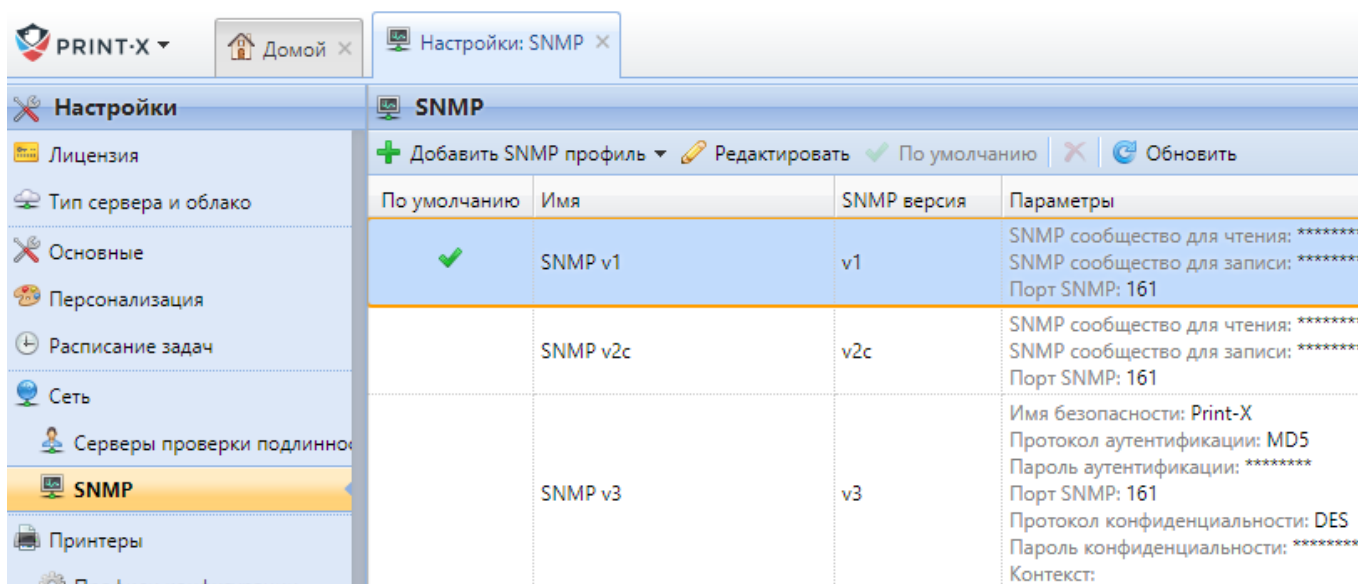 PRINT-X
Домой
Настройки: SNMP
Настройки
Лицензия
Тип сервера и облако
Основные
Персонализация
Расписание задач
Сеть
Серверы проверки
SNMP
Принтеры
SNMP
Добавить SNMP профиль Редактировать По умолчанию Обновить
По умолчанию Имя SNMP версия Параметры
SNMP v1 v1
SNMP сообщество для чтения: ********
SNMP сообщество для записи: ********
Порт SNMP: 161
SNMP v2c v2c
SNMP сообщество для чтения: ********
SNMP сообщество для записи: ********
Порт SNMP: 161
SNMP v3 v3
Имя безопасности: Print-X
Протокол аутентификации: MD5
Пароль аутентификации: ********
Порт SNMP: 161
Протокол конфиденциальности: DES
Пароль конфиденциальности: ********
Контекст: